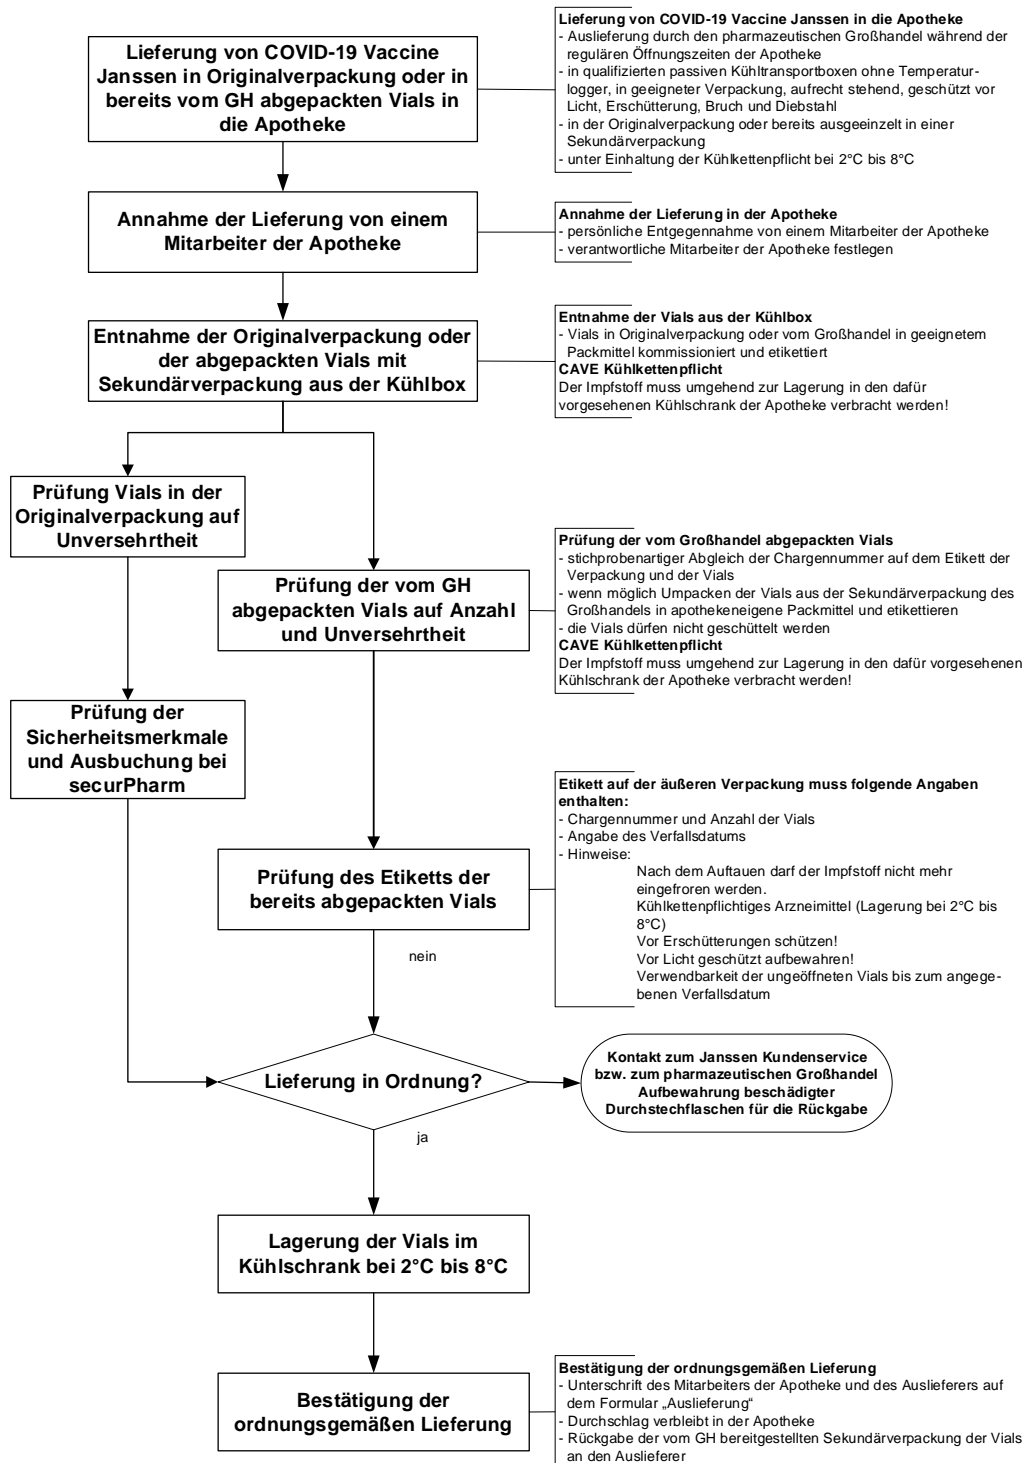 Lieferung von COVID-19 Vaccine
Janssen in Originalverpackung oder in
bereits vom GH abgepackten Vials in
die Apotheke
Lieferung von COVID-19 Vaccine Janssen in die Apotheke
- Auslieferung durch den pharmazeutischen Großhandel während der
regulären Öffnungszeiten der Apotheke
- in qualifizierten passiven Kühltransportboxen ohne Temperatur-
logger, in geeigneter Verpackung, aufrecht stehend, geschützt vor
Licht, Erschütterung, Bruch und Diebstahl
- in der Originalverpackung oder bereits ausgeeinzelt in einer
Sekundärverpackung
- unter Einhaltung der Kühlkettenpflicht bei 2°C bis 8°C
Annahme der Lieferung von einem
Mitarbeiter der Apotheke
Annahme der Lieferung in der Apotheke
- persönliche Entgegennahme von einem Mitarbeiter der Apotheke
- verantwortliche Mitarbeiter der Apotheke festlegen
Entnahme der Originalverpackung oder
der abgepackten Vials mit
Sekundärverpackung aus der Kühlbox
Entnahme der Vials aus der Kühlbox
- Vials in Originalverpackung oder vom Großhandel in geeignetem
Packmittel kommissioniert und etikettiert
CAVE Kühlkettenpflicht
Der Impfstoff muss umgehend zur Lagerung in den dafür
vorgesehenen Kühlschrank der Apotheke verbracht werden!
Prüfung Vials in der
Originalverpackung auf
Unversehrtheit
Prüfung der vom GH
abgepackten Vials auf Anzahl
und Unversehrtheit
Prüfung der vom Großhandel abgepackten Vials
- stichprobenartiger Abgleich der Chargennummer auf dem Etikett der
Verpackung und der Vials
- wenn möglich Umpacken der Vials aus der Sekundärverpackung des
Großhandels in apothekeneigene Packmittel und etikettieren
- die Vials dürfen nicht geschüttelt werden
CAVE Kühlkettenpflicht
Der Impfstoff muss umgehend zur Lagerung in den dafür vorgesehenen
Kühlschrank der Apotheke verbracht werden!
Prüfung der
Sicherheitsmerkmale
und Ausbuchung bei
securPharm
Prüfung des Etiketts der
bereits abgepackten Vials
Etikett auf der äußeren Verpackung muss folgende Angaben
enthalten:
- Chargennummer und Anzahl der Vials
- Angabe des Verfallsdatums
- Hinweise:
Nach dem Auftauen darf der Impfstoff nicht mehr
eingefroren werden.
Kühlkettenpflichtiges Arzneimittel (Lagerung bei 2°C bis
8°C)
Vor Erschütterungen schützen!
Vor Licht geschützt aufbewahren!
Verwendbarkeit der ungeöffneten Vials bis zum angege-
benen Verfallsdatum
nein
Lieferung in Ordnung?
Kontakt zum Janssen Kundenservice
bzw. zum pharmazeutischen Großhandel
Aufbewahrung beschädigter
Durchstechflaschen für die Rückgabe
ja
Lagerung der Vials im
Kühlschrank bei 2°C bis 8°C
Bestätigung der
ordnungsgemäßen Lieferung
Bestätigung der ordnungsgemäßen Lieferung
- Unterschrift des Mitarbeiters der Apotheke und des Auslieferers auf
dem Formular „Auslieferung“
- Durchschlag verbleibt in der Apotheke
- Rückgabe der vom GH bereitgestellten Sekundärverpackung der Vials
an den Auslieferer